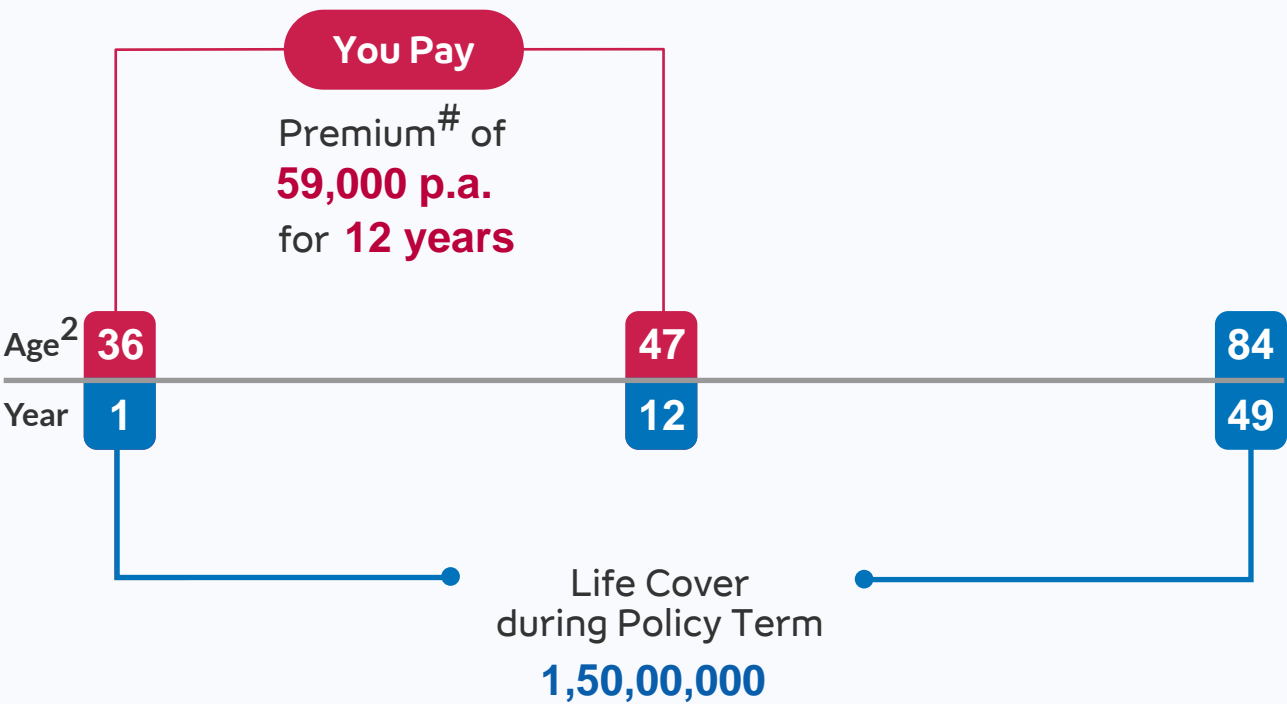 You Pay
Premium# of
59,000 p.a.
for 12 years
Age2 36 47 84
Year 1 12 49
Life Cover
during Policy Term
1,50,00,000